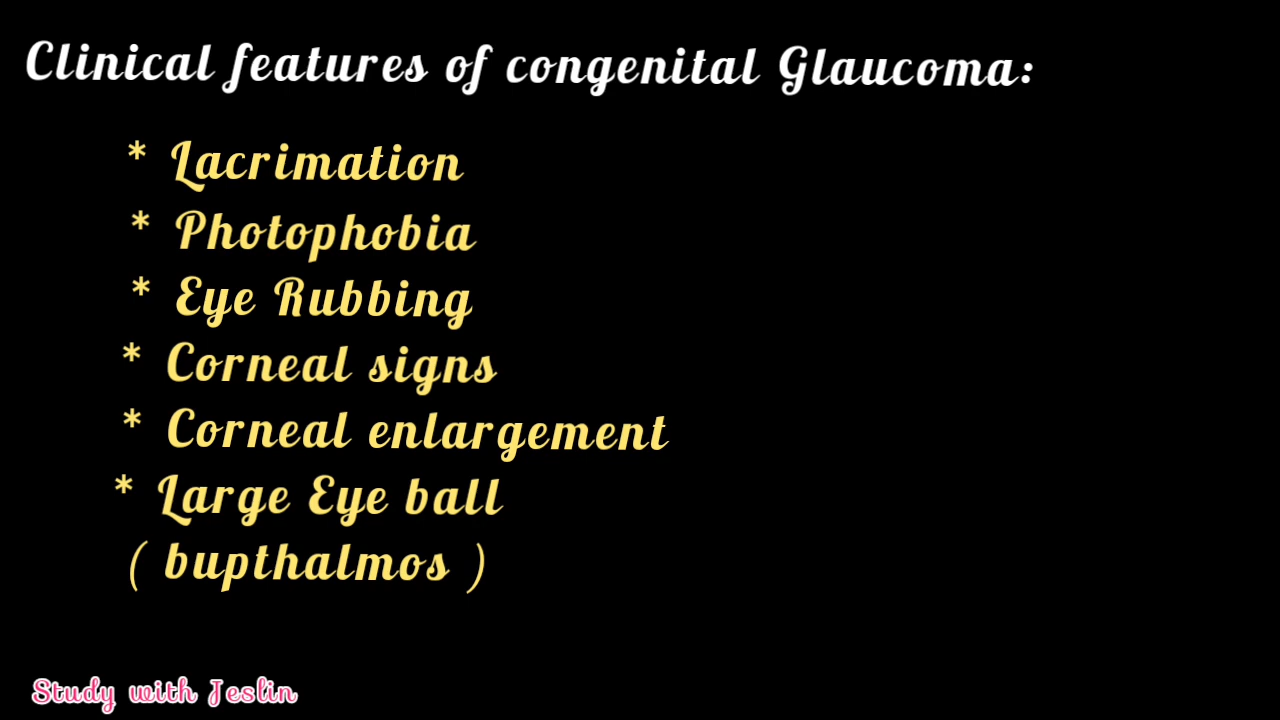 Clinical features of congenital Glaucoma:
* Lacrimation
* Photophobia
* Eye Rubbing
* Corneal signs
* Corneal enlargement
* Large Eye ball
( bupthalmos )
Study with Jeslin